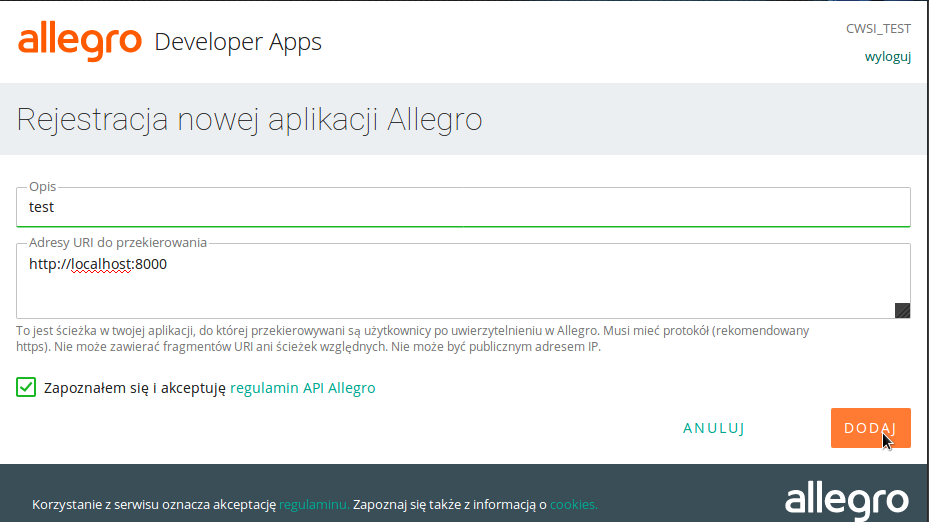 allegro Developer Apps
CWSI_TEST
wyloguj
Rejestracja nowej aplikacji Allegro
Opis
test
Adresy URI do przekierowania
http://localhost:8000
To jest ścieżka w twojej aplikacji, do której przekierowywani są użytkownicy po uwierzytelnieniu w Allegro. Musi mieć protokół (rekomendowany
https). Nie może zawierać fragmentów URI ani ścieżek względnych. Nie może być publicznym adresem IP.
Zapoznałem się i akceptuję regulamin API Allegro
ANULUJ
DODAJ
Korzystanie z serwisu oznacza akceptację regulaminu. Zapoznaj się także z informacją o cookies.
allegro